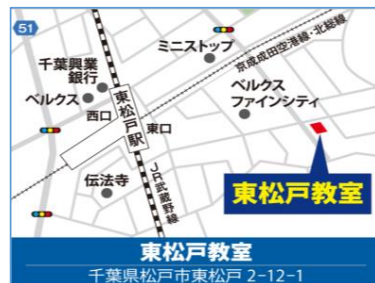 51
ミニストップ
京成成田空港線・北総線
千葉興業
銀行
ベルクス
西口
東松戸駅
東口
ベルクス
ファインシティ
伝法寺
JR武蔵野線
東松戸教室
東松戸教室
千葉県松戸市東松戸 2-12-1